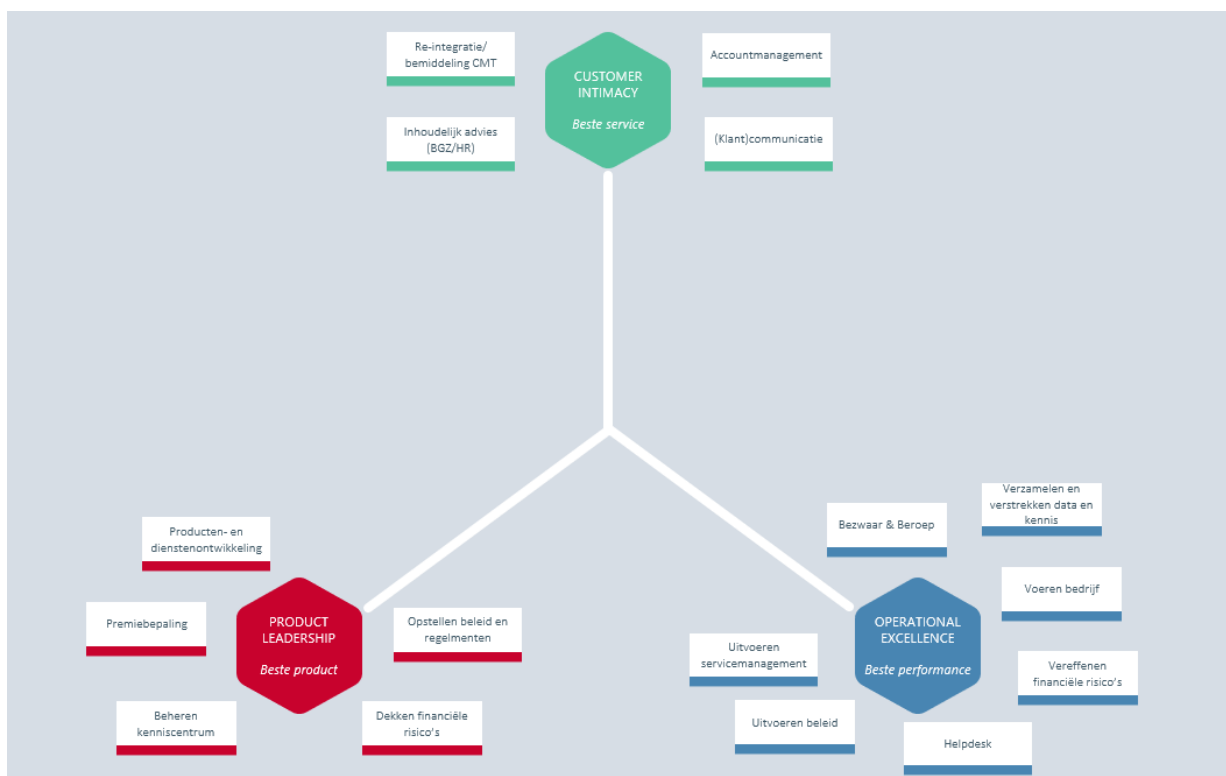 Re-integratie/
bemiddeling CMT
Inhoudelijk advies
(BGZ/HR)
CUSTOMER
INTIMACY
Beste service
Accountmanagement
(Klant)communicatie
Producten- en
dienstenontwikkeling
Premiebepaling
Beheren
kenniscentrum
PRODUCT
LEADERSHIP
Beste product
Opstellen beleid en
regelmenten
Dekken financiële
risico's
Bezwaar & Beroep
Verzamelen en
verstrekken data en
kennis
Voeren bedrijf
OPERATIONAL
EXCELLENCE
Beste performance
Uitvoeren
servicemanagement
Vereffenen
financiële risico's
Uitvoeren beleid
Helpdesk